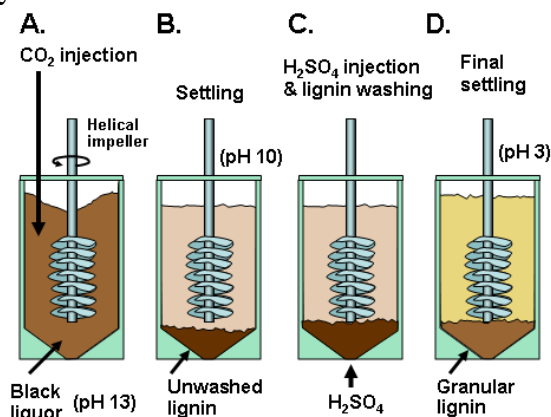 A.
CO2 injection
Helical
impeller
Black
liquor (pH 13)
B.
Settling
(pH 10)
Unwashed
lignin
C.
H2SO4 injection
& lignin washing
H2SO4
D.
Final
settling
(pH 3)
Granular
lignin